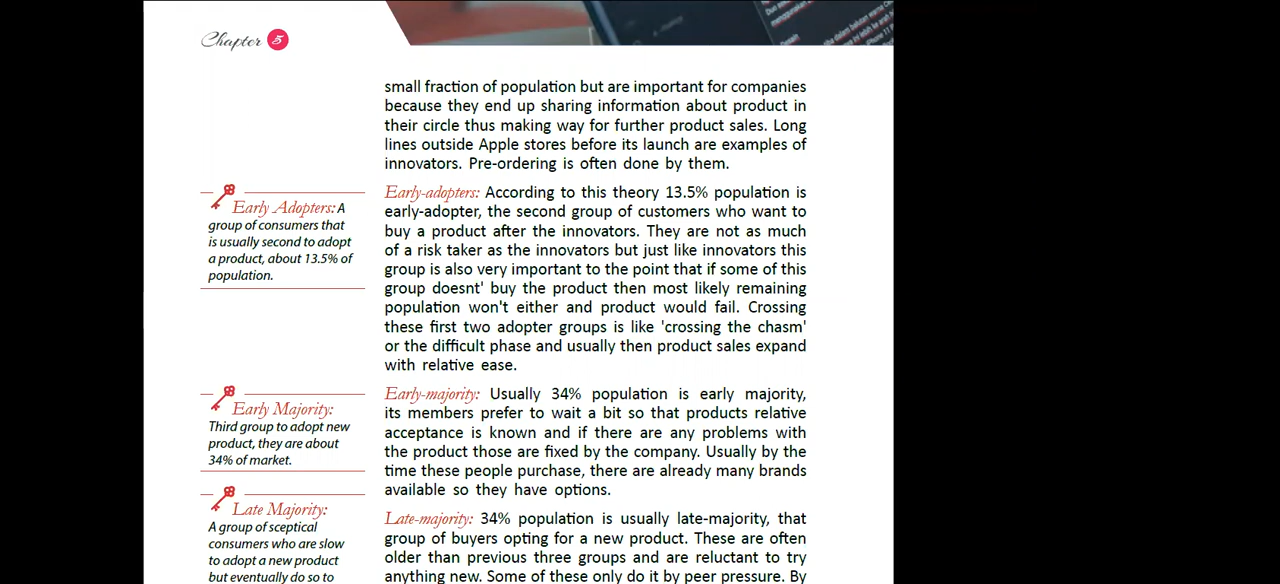 Chapter 5
small fraction of population but are important for companies
because they end up sharing information about product in
their circle thus making way for further product sales. Long
lines outside Apple stores before its launch are examples of
innovators. Pre-ordering is often done by them.
Early Adopters: A
group of consumers that
is usually second to adopt
a product, about 13.5% of
population.
Early-adopters: According to this theory 13.5% population is
early-adopter, the second group of customers who want to
buy a product after the innovators. They are not as much
of a risk taker as the innovators but just like innovators this
group is also very important to the point that if some of this
group doesnt' buy the product then most likely remaining
population won't either and product would fail. Crossing
these first two adopter groups is like 'crossing the chasm'
or the difficult phase and usually then product sales expand
with relative ease.
Early Majority:
Third group to adopt new
product, they are about
34% of market.
Early-majority: Usually 34% population is early majority,
its members prefer to wait a bit so that products relative
acceptance is known and if there are any problems with
the product those are fixed by the company. Usually by the
time these people purchase, there are already many brands
available so they have options.
Late Majority:
A group of sceptical
consumers who are slow
to adopt a new product
but eventually do so to
Late-majority: 34% population is usually late-majority, that
group of buyers opting for a new product. These are often
older than previous three groups and are reluctant to try
anything new. Some of these only do it by peer pressure. By